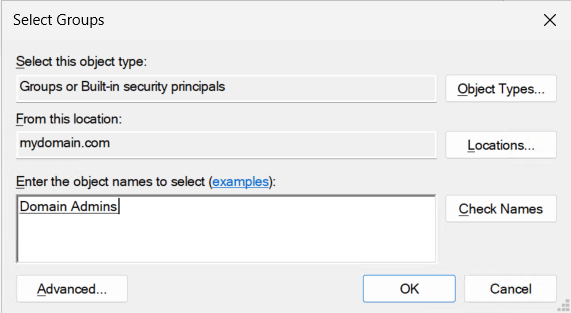 Select Groups
Select this object type:
Groups or Built-in security principals
Object Types...
From this location:
mydomain.com
Locations...
Enter the object names to select (examples):
Domain Admins
Check Names
Advanced...
OK
Cancel